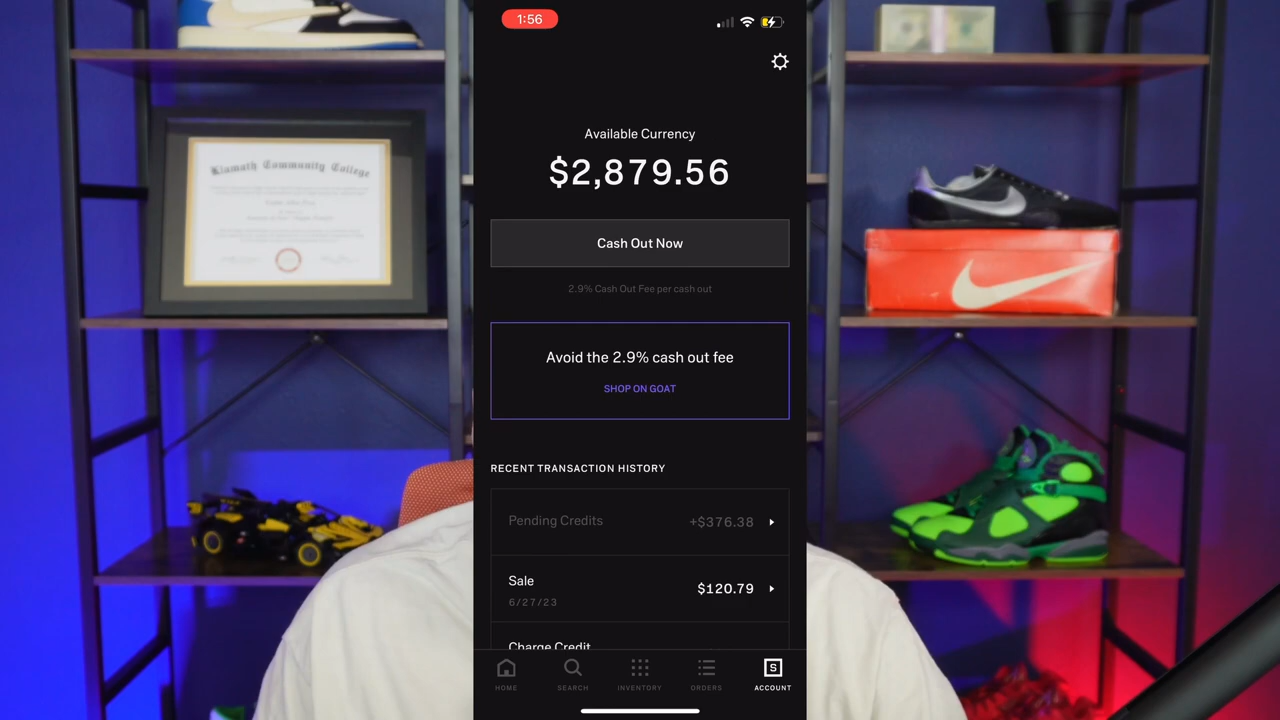 1:56
Klamath Community College
Available Currency
$2,879.56
Cash Out Now
2.9% Cash Out Fee per cash out
Avoid the 2.9% cash out fee
SHOP ON GOAT
RECENT TRANSACTION HISTORY
Pending Credits +$376.38
Sale $120.79
6/27/23
Charge Credit
HOME SEARCH INVENTORY ORDERS S ACCOUNT